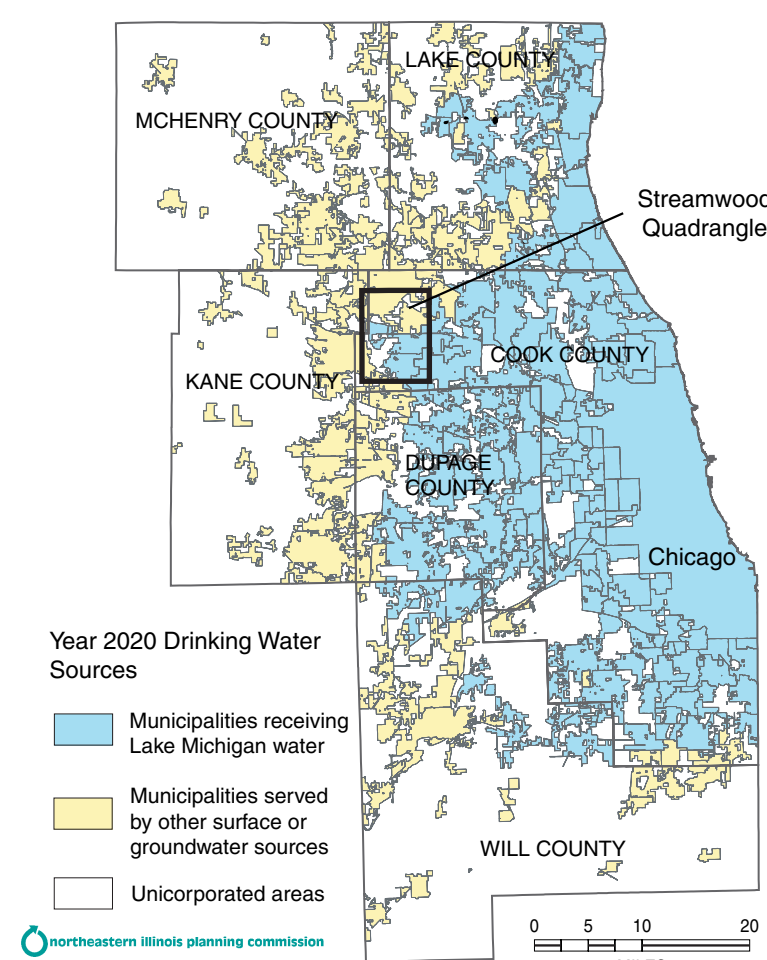 LAKE COUNTY
MCHENRY COUNTY
Streamwood
Quadrangle
COOK COUNTY
KANE COUNTY
DUPAGE
COUNTY
Chicago
Year 2020 Drinking Water
Sources
Municipalities receiving
Lake Michigan water
Municipalities served
by other surface or
groundwater sources
WILL COUNTY
Unicorporated areas
0 5 10 20
northeastern illinois planning commission